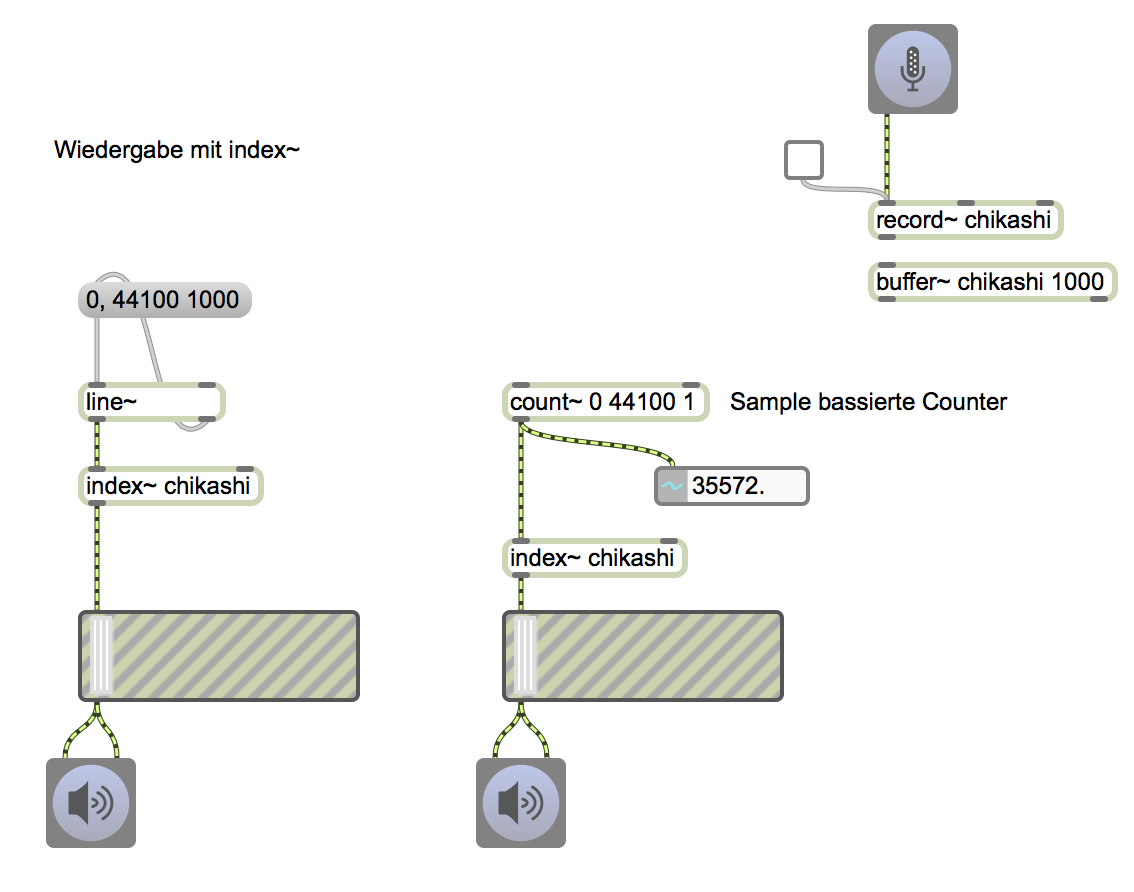 Wiedergabe mit index~
record~ chikashi
buffer~ chikashi 1000
0, 44100 1000
line~
index~ chikashi
count~ 0 44100 1
Sample bassierte Counter
~ 35572.
index~ chikashi